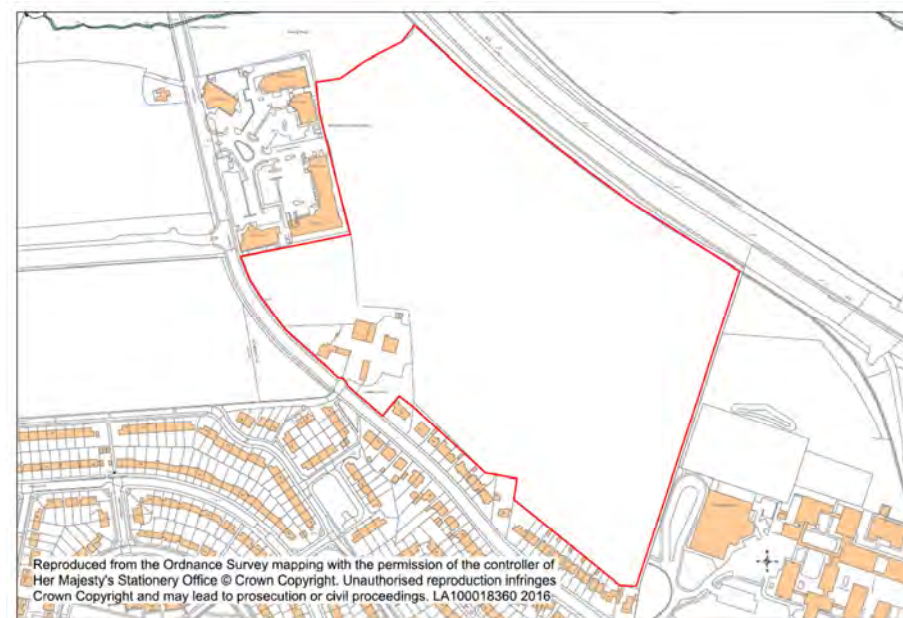 Reproduced from the Ordnance Survey mapping with the permission of the controller of
Her Majesty's Stationery Office © Crown Copyright. Unauthorised reproduction infringes
Crown Copyright and may lead to prosecution or civil proceedings. LA100018360 2016